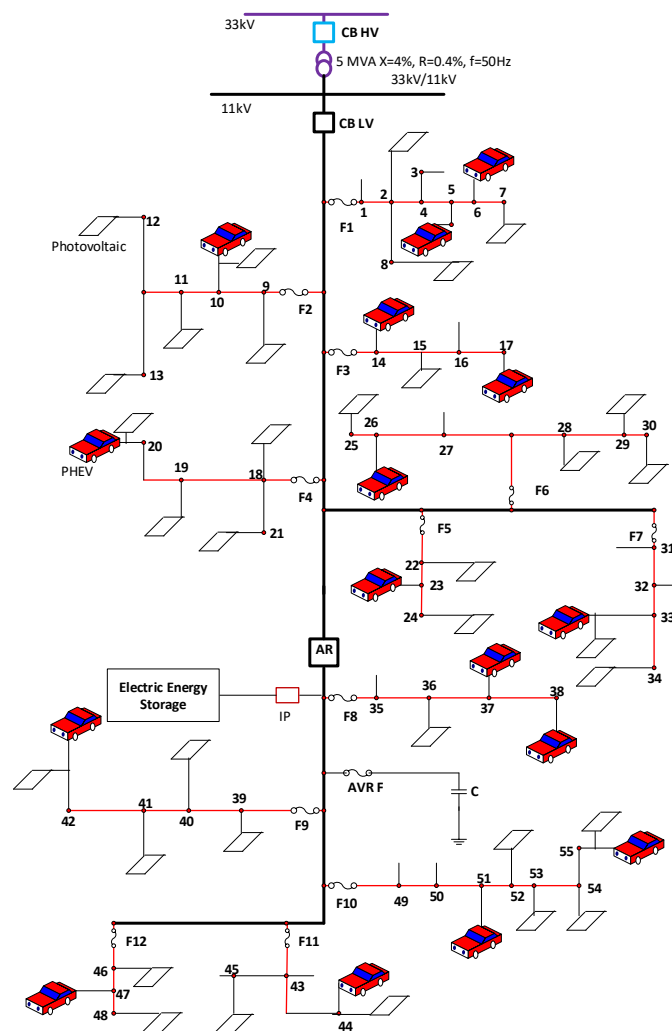 33kV
CB HV
5 MVA X=4%, R=0.4%, f=50Hz
33kV/11kV
11kV
CB LV
3
2
5
1
4
6
7
F1
8
12
Photovoltaic
11
9
10
F2
13
15
17
14
16
F3
26
28
30
25
27
29
20
PHEV
19
18
F4
F6
21
F5
F7
22
31
23
32
24
33
34
AR
Electric Energy
Storage
IP
F8
35
36
37
38
AVR F
C
42
41
40
39
F9
55
51
53
49
50
52
54
F10
F12
F11
46
45
47
43
48
44